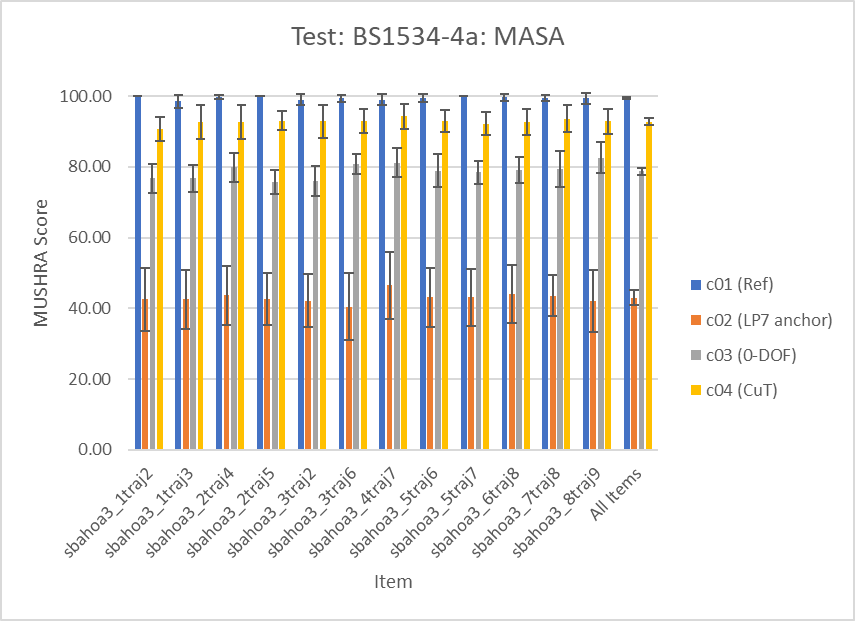 Test: BS1534-4a: MASA
100.00
80.00
60.00
40.00
20.00
0.00
MUSHRA Score
sbahoa3_1traj2
sbahoa3_1traj3
sbahoa3_2traj4
sbahoa3_2traj5
sbahoa3_3traj2
sbahoa3_3traj6
sbahoa3_4traj7
sbahoa3_5traj6
sbahoa3_5traj7
sbahoa3_6traj8
sbahoa3_7traj8
sbahoa3_8traj9
All Items
Item
c01 (Ref)
c02 (LP7 anchor)
c03 (0-DOF)
c04 (CuT)